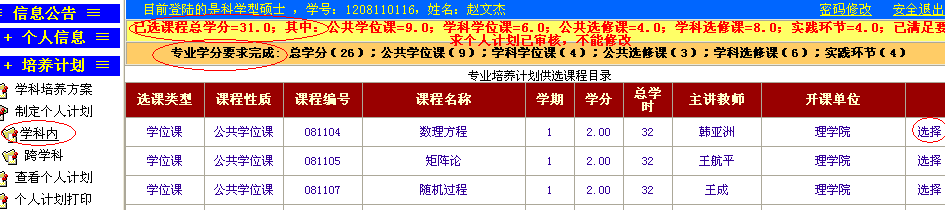 信息公告 ☰
+ 个人信息 ☰
+ 培养计划 ☰
学科培养方案
制定个人计划
学科内
跨学科
查看个人计划
个人计划打印
目前登陆的是科学型硕士 ，学号：1208110116，姓名：赵文杰
密码修改 安全退出
已选课程总学分=31.0；其中：公共学位课=9.0；学科学位课=6.0；公共选修课=4.0；学科选修课=8.0；实践环节=4.0；已满足要
求个人计划已审核，不能修改
专业学分要求完成：总学分(26)；公共学位课(9)；学科学位课(4)；公共选修课(3)；学科选修课(6)；实践环节(4)
专业培养计划供选课程目录
选课类型 课程性质 课程编号 课程名称 学期 学分 总学时 主讲教师 开课单位
学位课 公共学位课 081104 数理方程 1 2.00 32 韩亚洲 理学院 选择
学位课 公共学位课 081105 矩阵论 1 2.00 32 王航平 理学院 选择
学位课 公共学位课 081107 随机过程 1 2.00 32 王成 理学院 选择